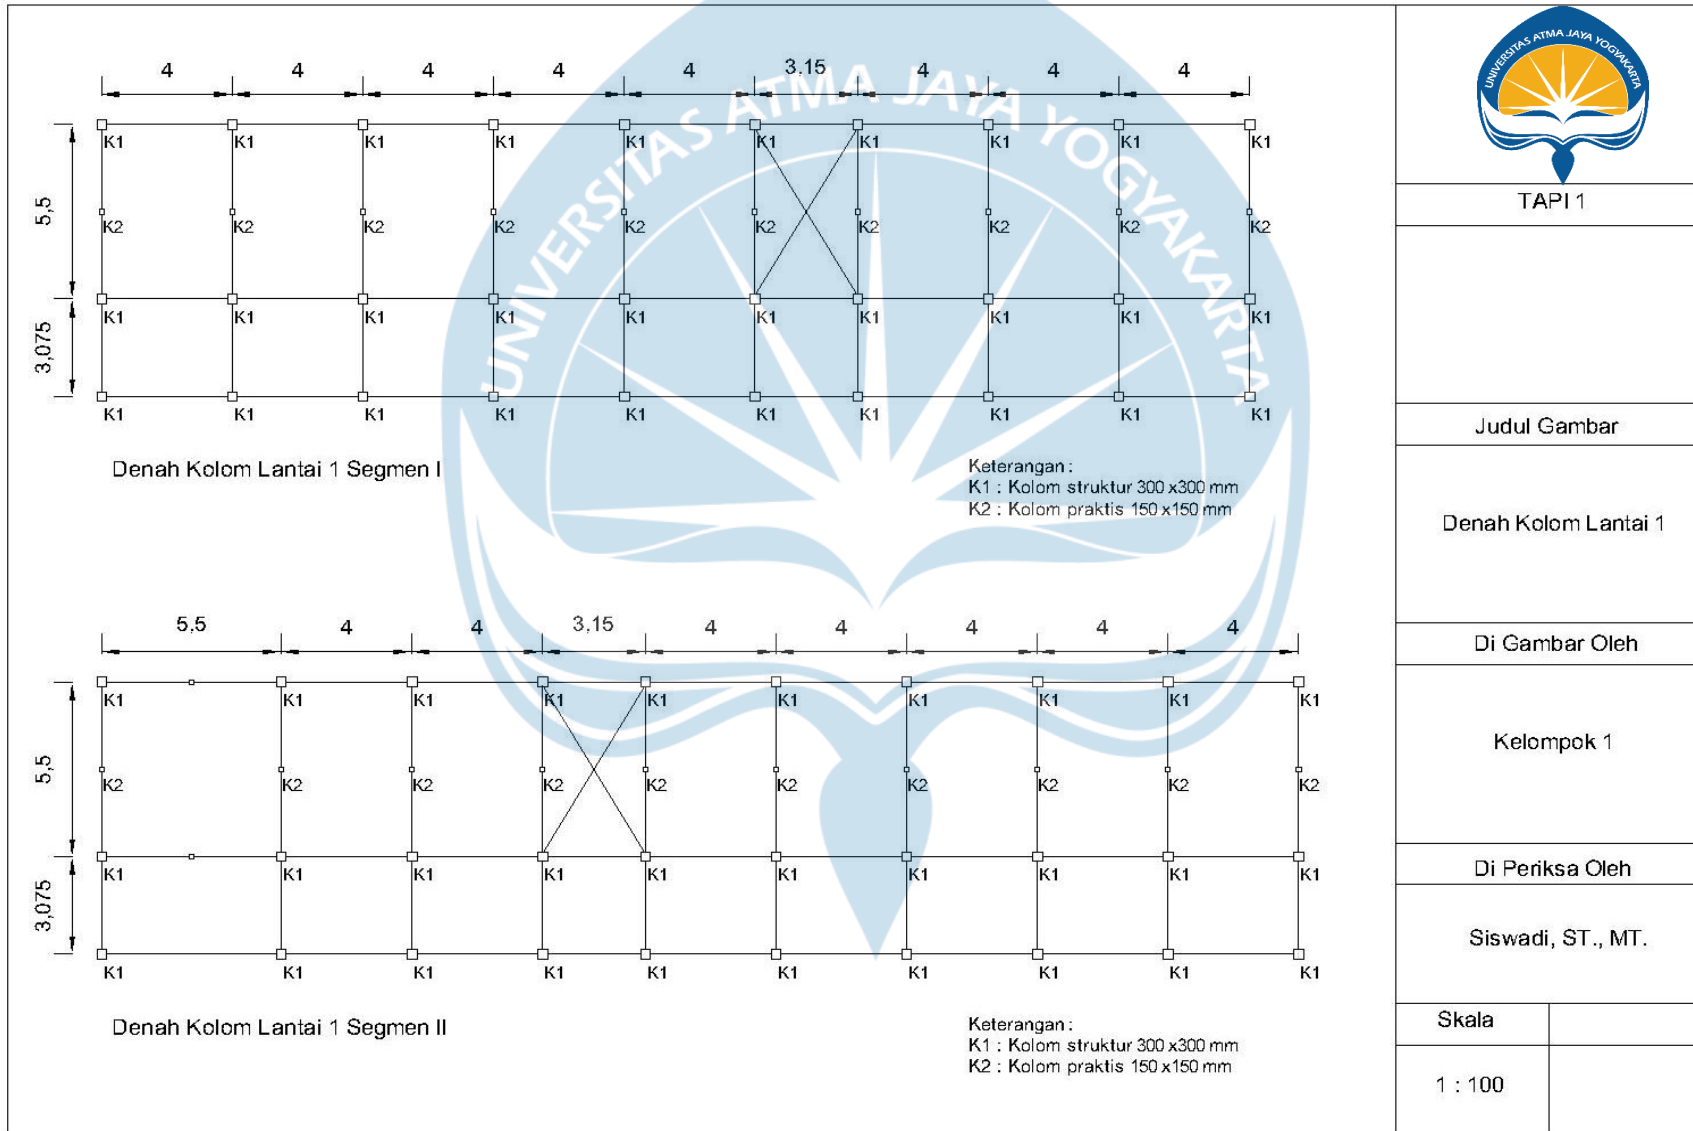 4 4 4 4 4 3,15 4 4 4
K1 K1 K1 K1 K1 K1 K1 K1 K1 K1
5,5
K2 K2 K2 K2 K2 K2 K2 K2 K2 K2
K1 K1 K1 K1 K1 K1 K1 K1 K1 K1
3,075
K1 K1 K1 K1 K1 K1 K1 K1 K1 K1
Denah Kolom Lantai 1 Segmen I
Keterangan :
K1 : Kolom struktur 300 x300 mm
K2 : Kolom praktis 150 x150 mm
5,5 4 4 3,15 4 4 4 4 4
K1 K1 K1 K1 K1 K1 K1 K1 K1 K1
5,5
K2 K2 K2 K2 K2 K2 K2 K2 K2 K2
K1 K1 K1 K1 K1 K1 K1 K1 K1 K1
3,075
K1 K1 K1 K1 K1 K1 K1 K1 K1 K1
Denah Kolom Lantai 1 Segmen II
Keterangan :
K1 : Kolom struktur 300 x300 mm
K2 : Kolom praktis 150 x150 mm
UNIVERSITAS ATMA JAYA YOGYAKARTA
UNIVERSITAS ATMA JAYA YOGYAKARTA
TAPI 1
Judul Gambar
Denah Kolom Lantai 1
Di Gambar Oleh
Kelompok 1
Di Periksa Oleh
Siswadi, ST., MT.
Skala
1 : 100